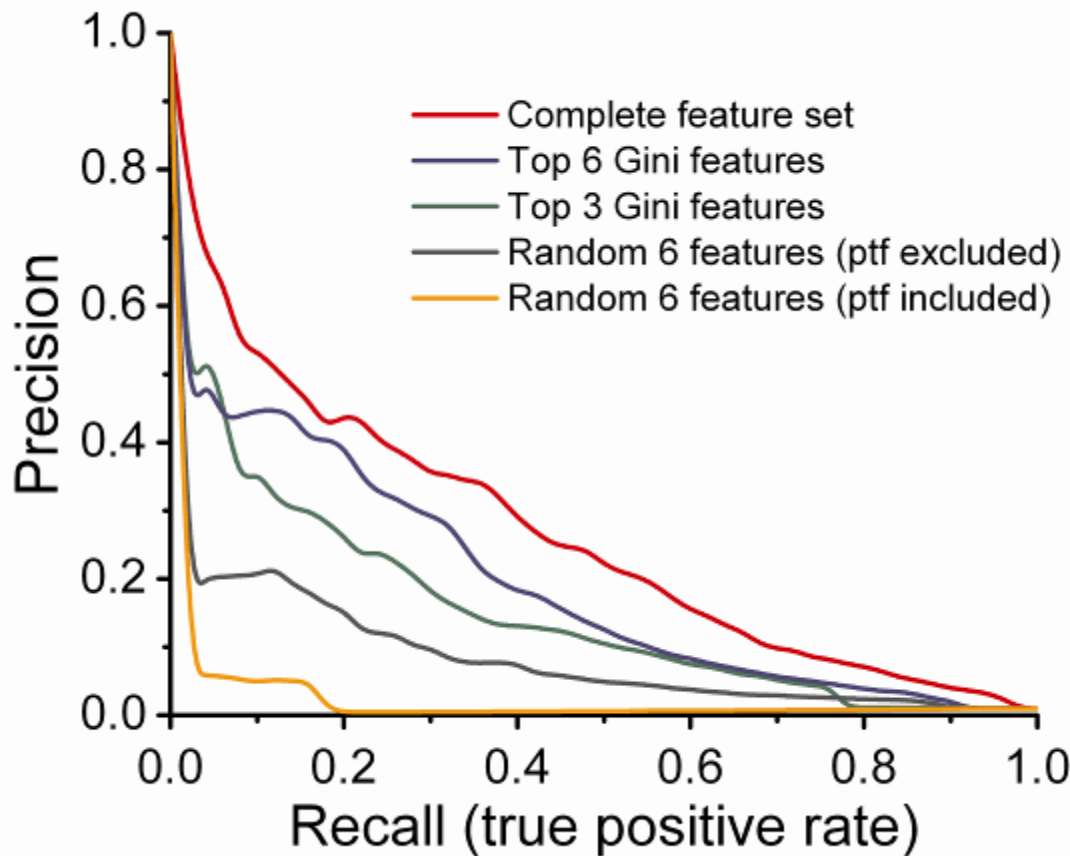 1.0
0.8
0.6
0.4
0.2
0.0
Precision
Complete feature set
Top 6 Gini features
Top 3 Gini features
Random 6 features (ptf excluded)
Random 6 features (ptf included)
0.0 0.2 0.4 0.6 0.8 1.0
Recall (true positive rate)